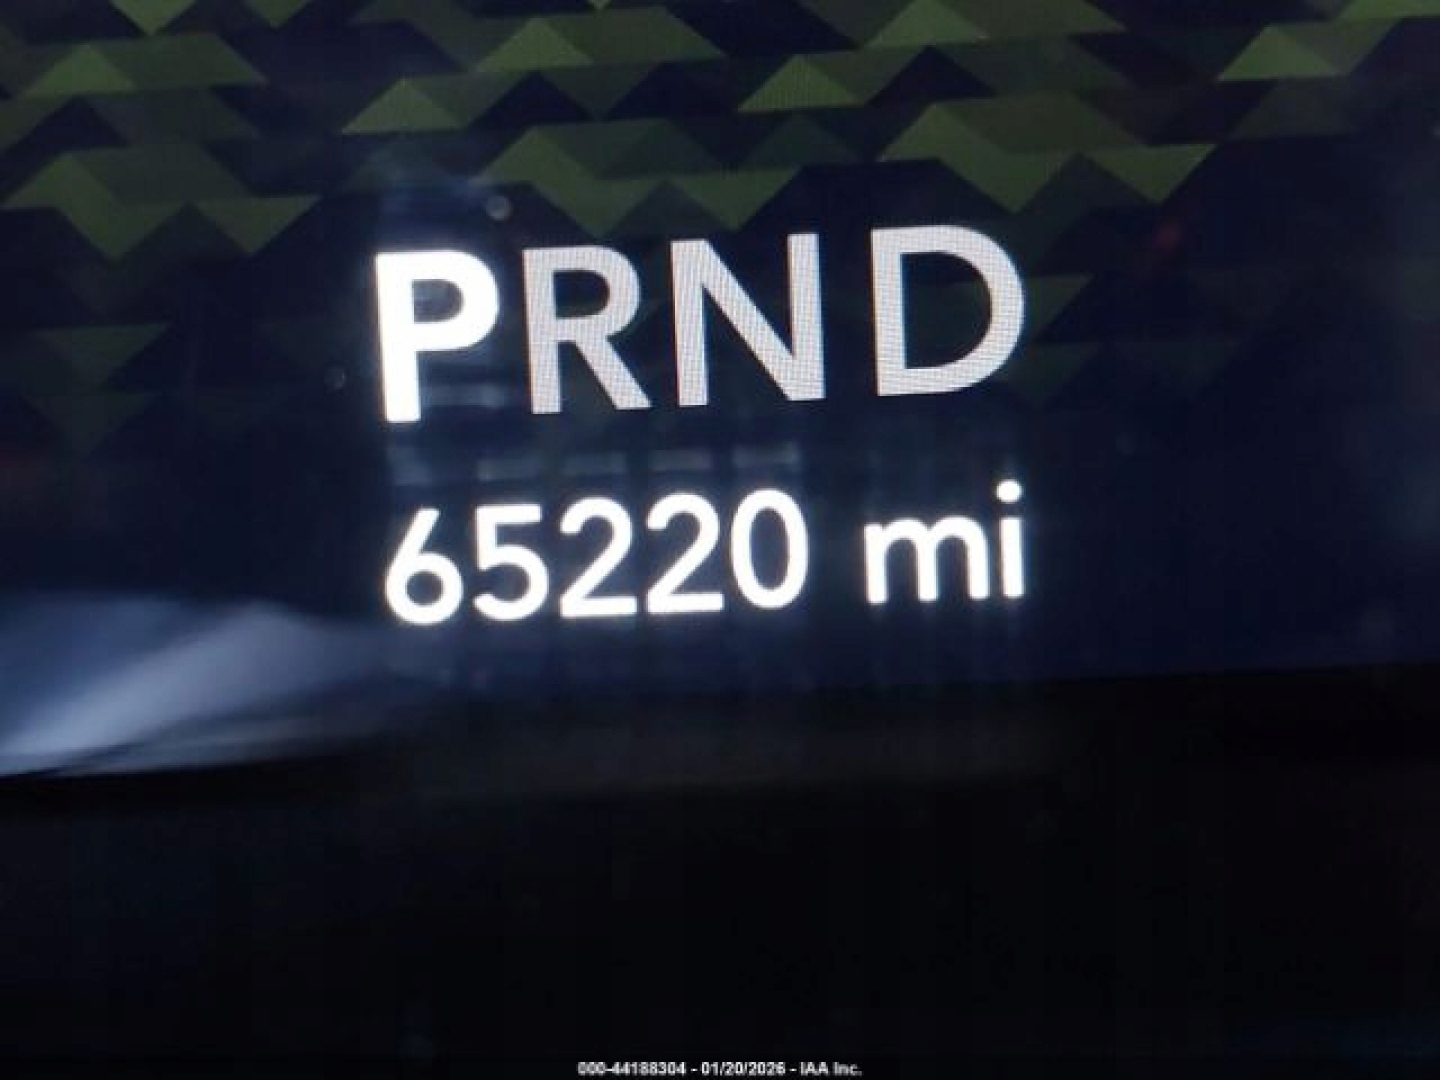 PRND
65220 mi
000-44188304 - 01/20/2026 - IAA Inc.